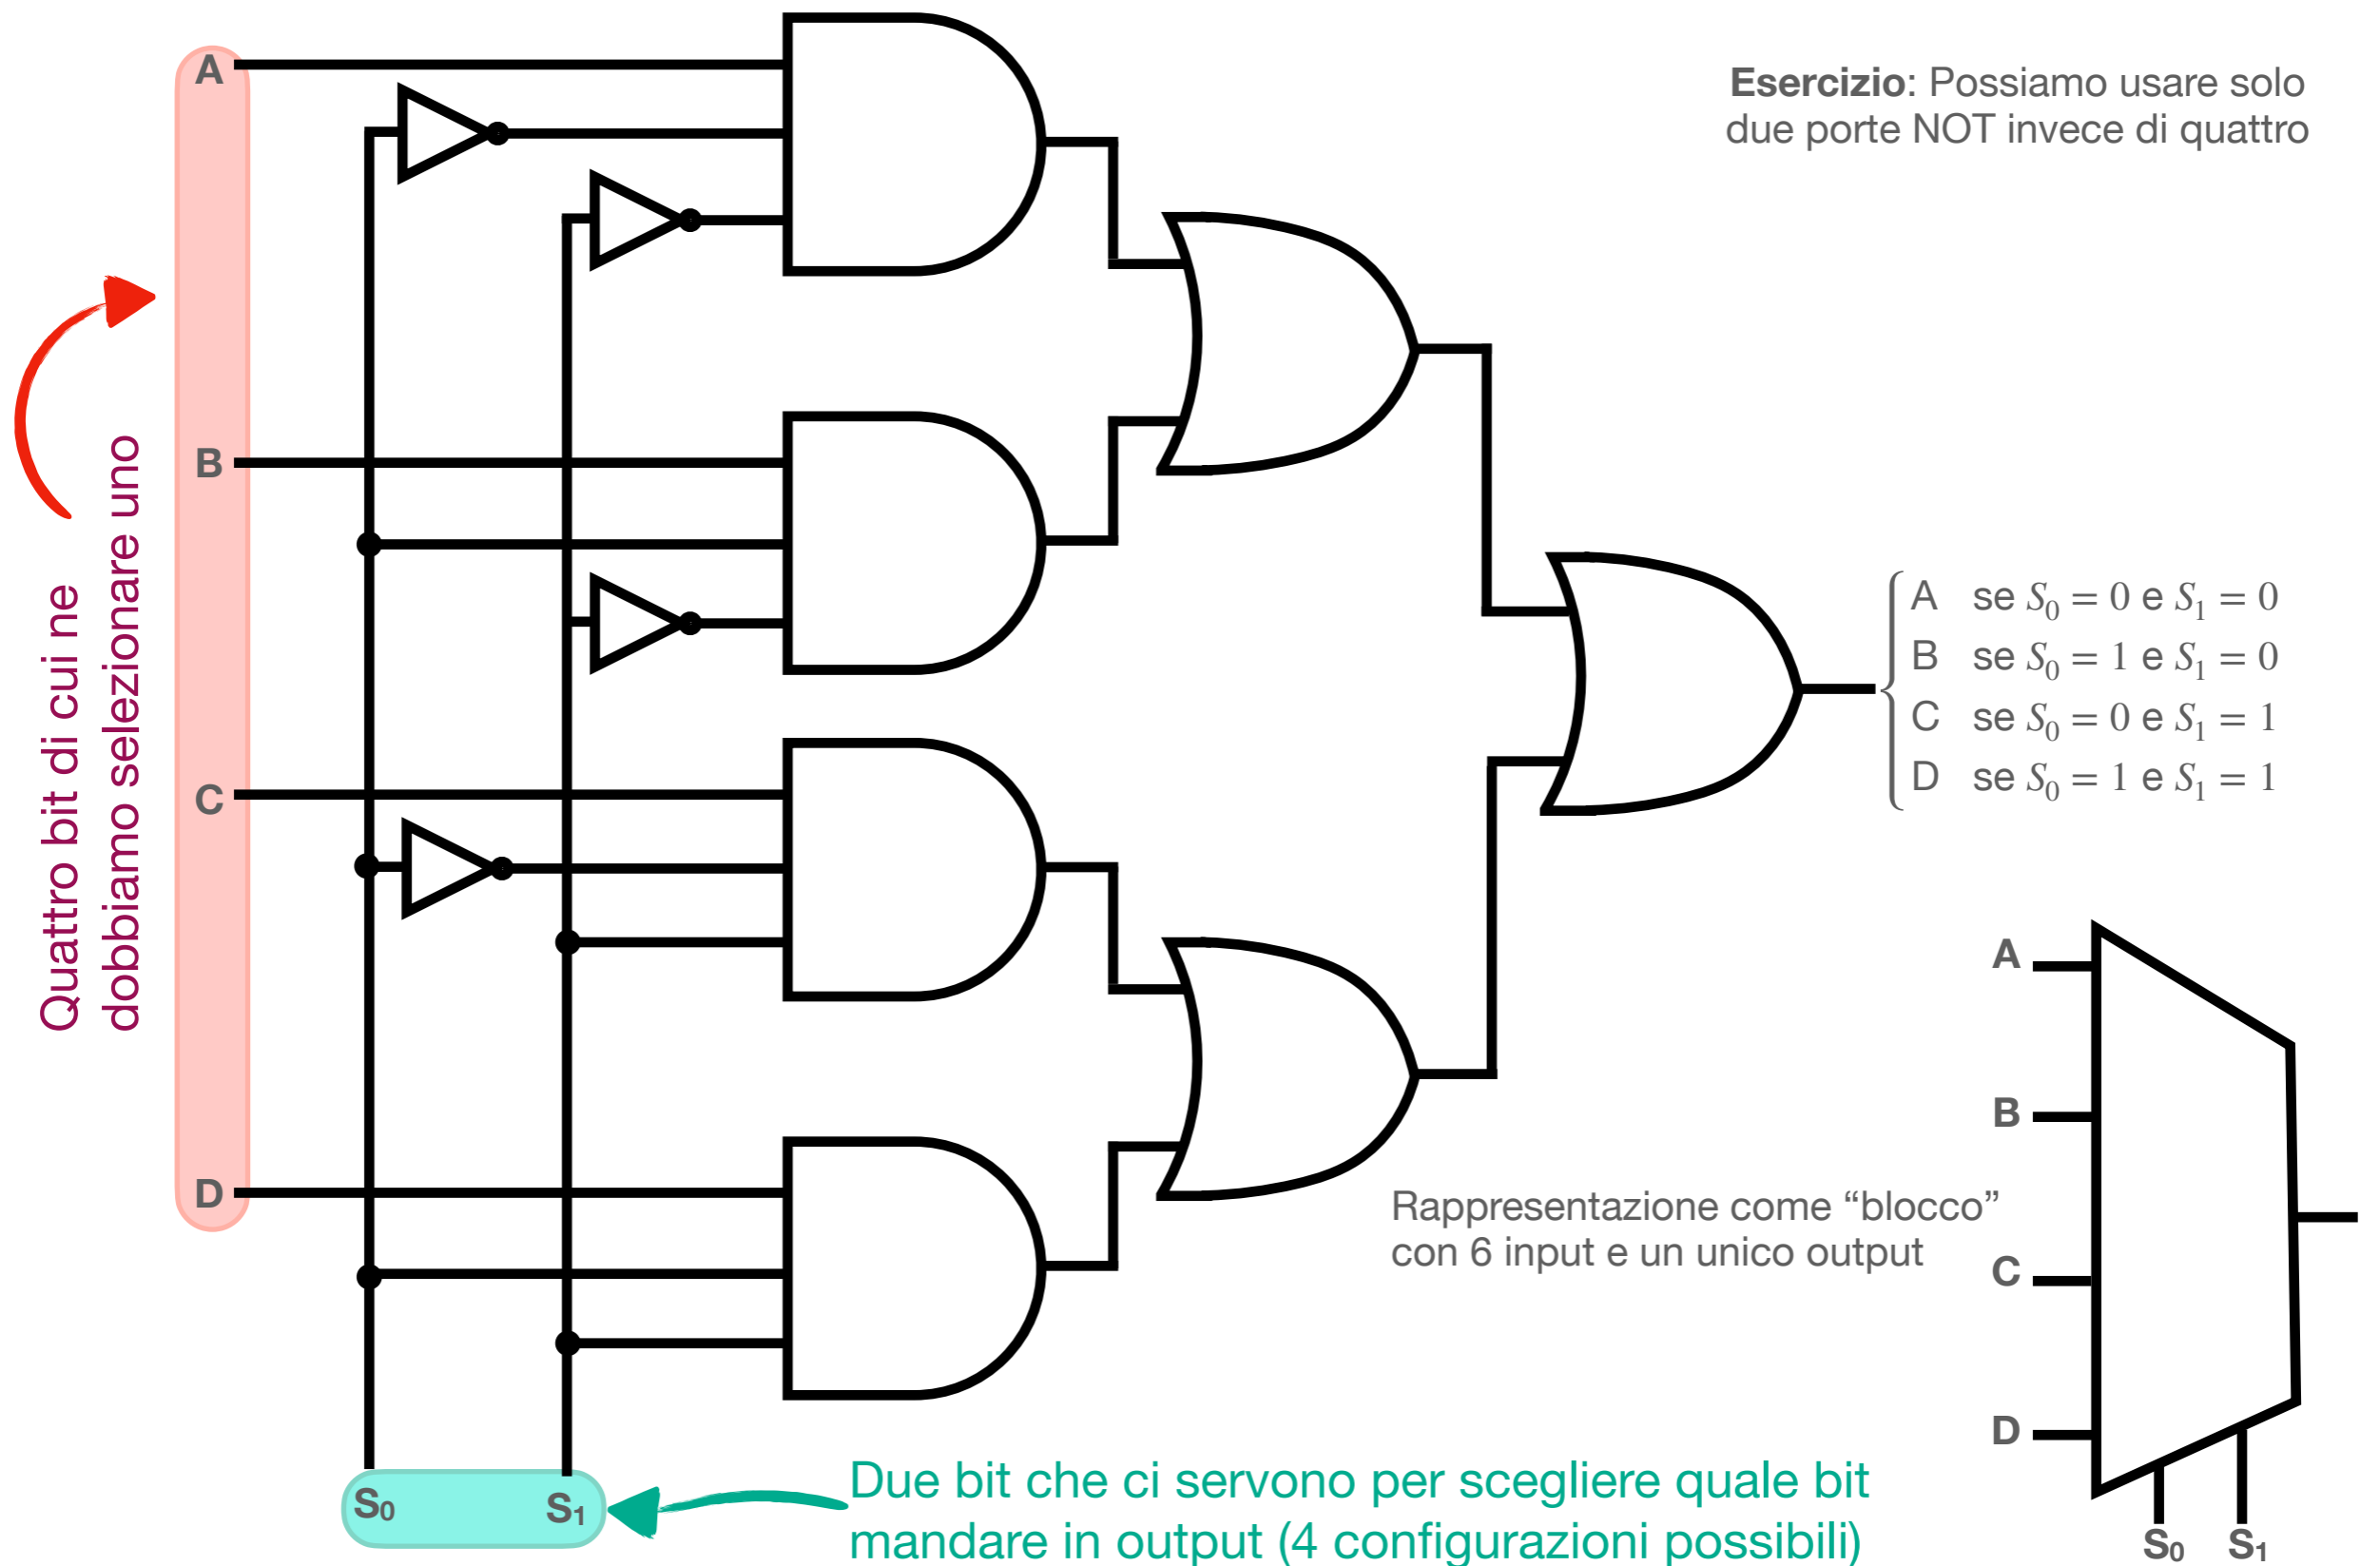 A
Esercizio: Possiamo usare solo
due porte NOT invece di quattro
Quattro bit di cui ne
dobbiamo selezionare uno
B
C
D
A se S₀ = 0 e S₁ = 0
B se S₀ = 1 e S₁ = 0
C se S₀ = 0 e S₁ = 1
D se S₀ = 1 e S₁ = 1
Rappresentazione come “blocco”
con 6 input e un unico output
A
B
C
D
S₀ S₁
S₀ S₁
Due bit che ci servono per scegliere quale bit
mandare in output (4 configurazioni possibili)